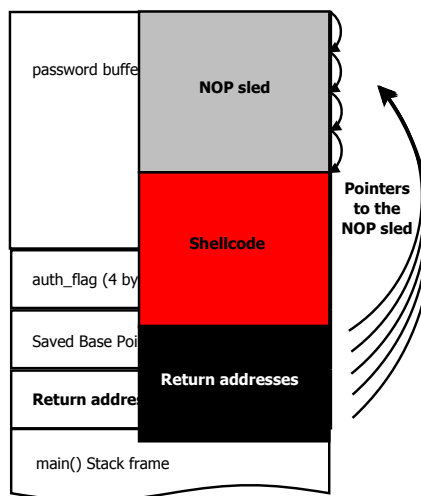 password buffe
NOP sled
Pointers
to the
NOP sled
Shellcode
auth_flag (4 by
Saved Base Poi
Return addresses
Return addres
main() Stack frame